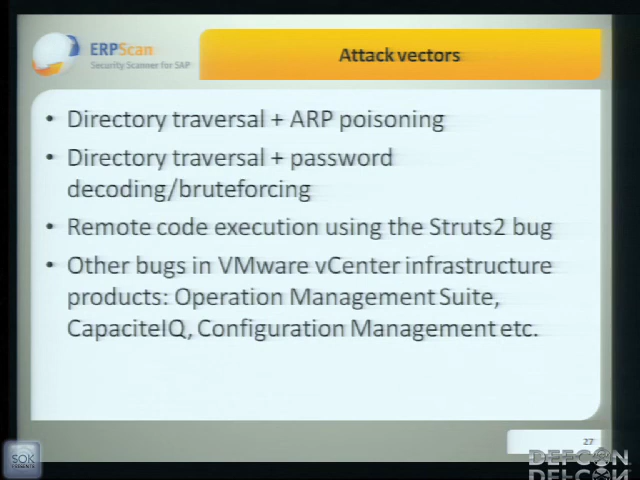 ERPScan
Security Scanner for SAP
Attack vectors
• Directory traversal + ARP poisoning
• Directory traversal + password
decoding/bruteforcing
• Remote code execution using the Struts2 bug
• Other bugs in VMware vCenter infrastructure
products: Operation Management Suite,
CapaciteIQ, Configuration Management etc.
27
SOK
DEFCON
DEFCON